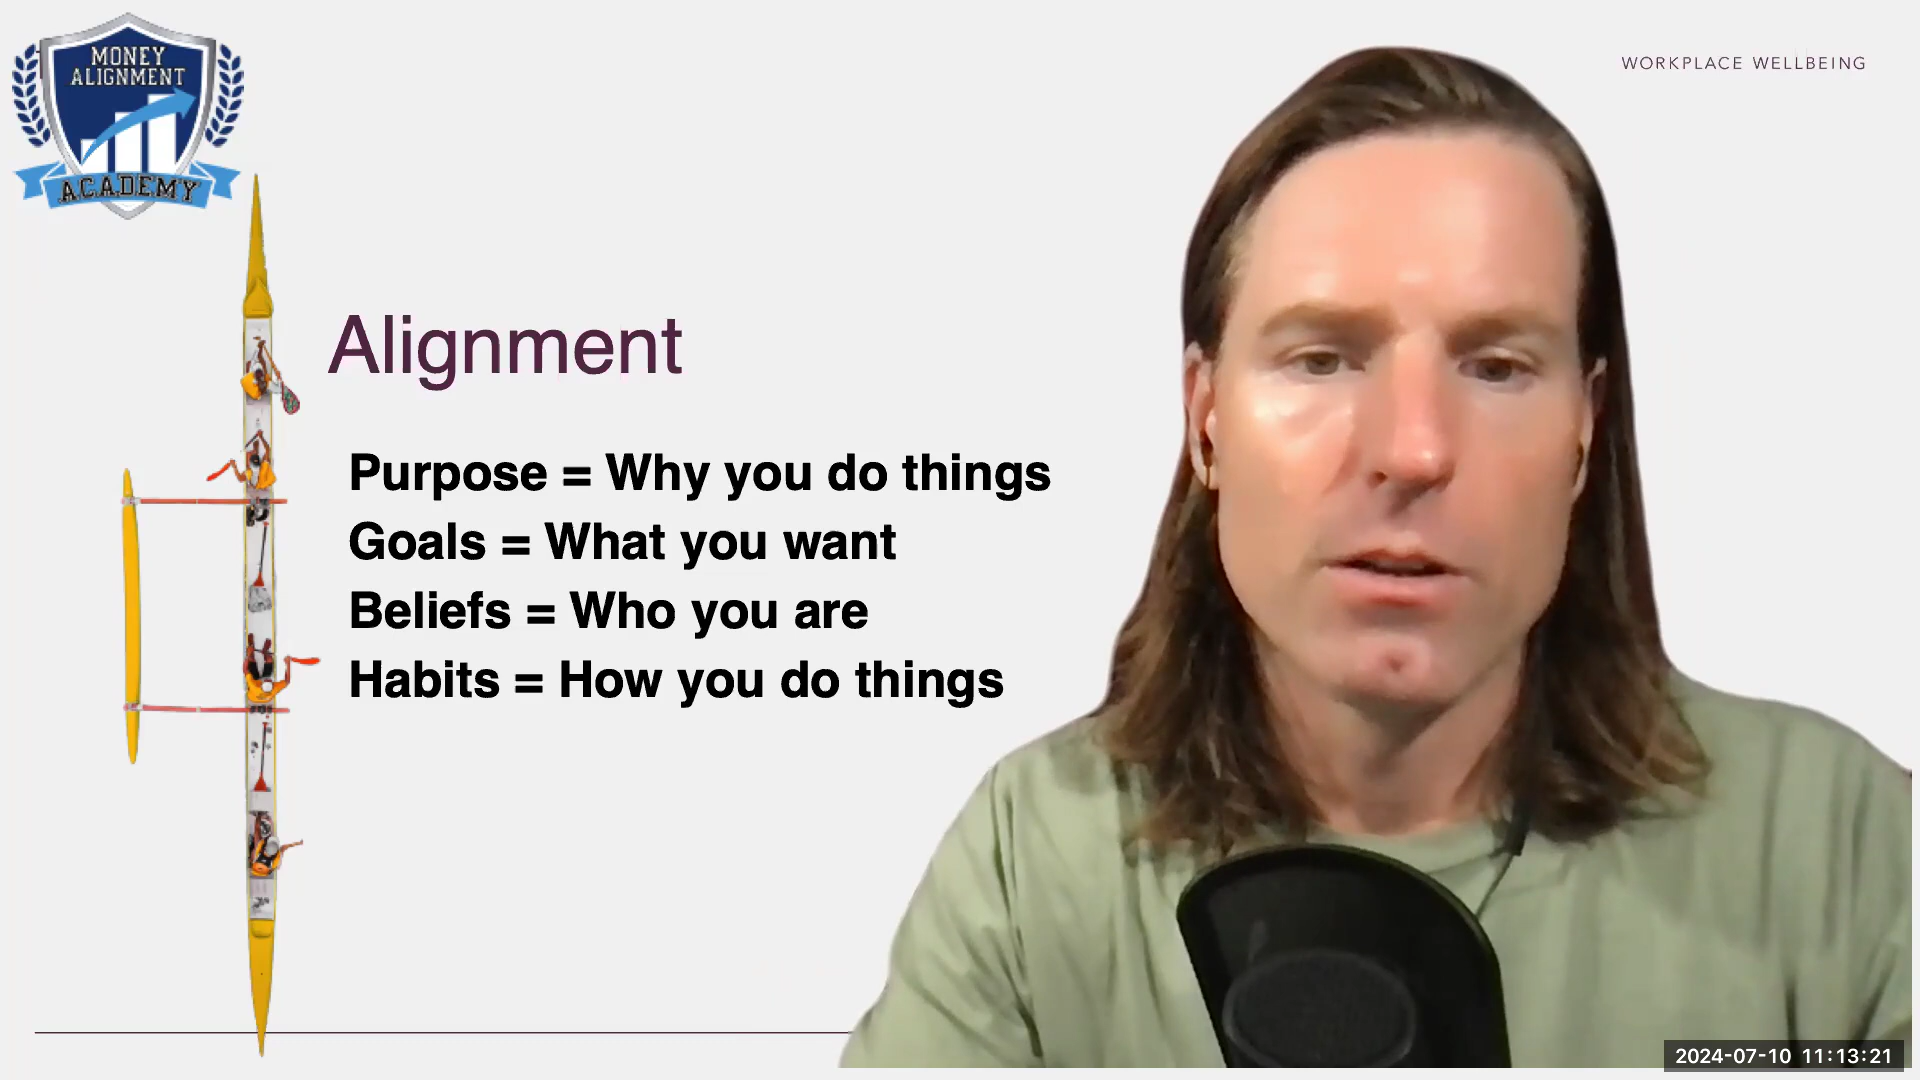 MONEY
ALIGNMENT
ACADEMY
WORKPLACE WELLBEING
Alignment
Purpose = Why you do things
Goals = What you want
Beliefs = Who you are
Habits = How you do things
2024-07-10 11:13:21